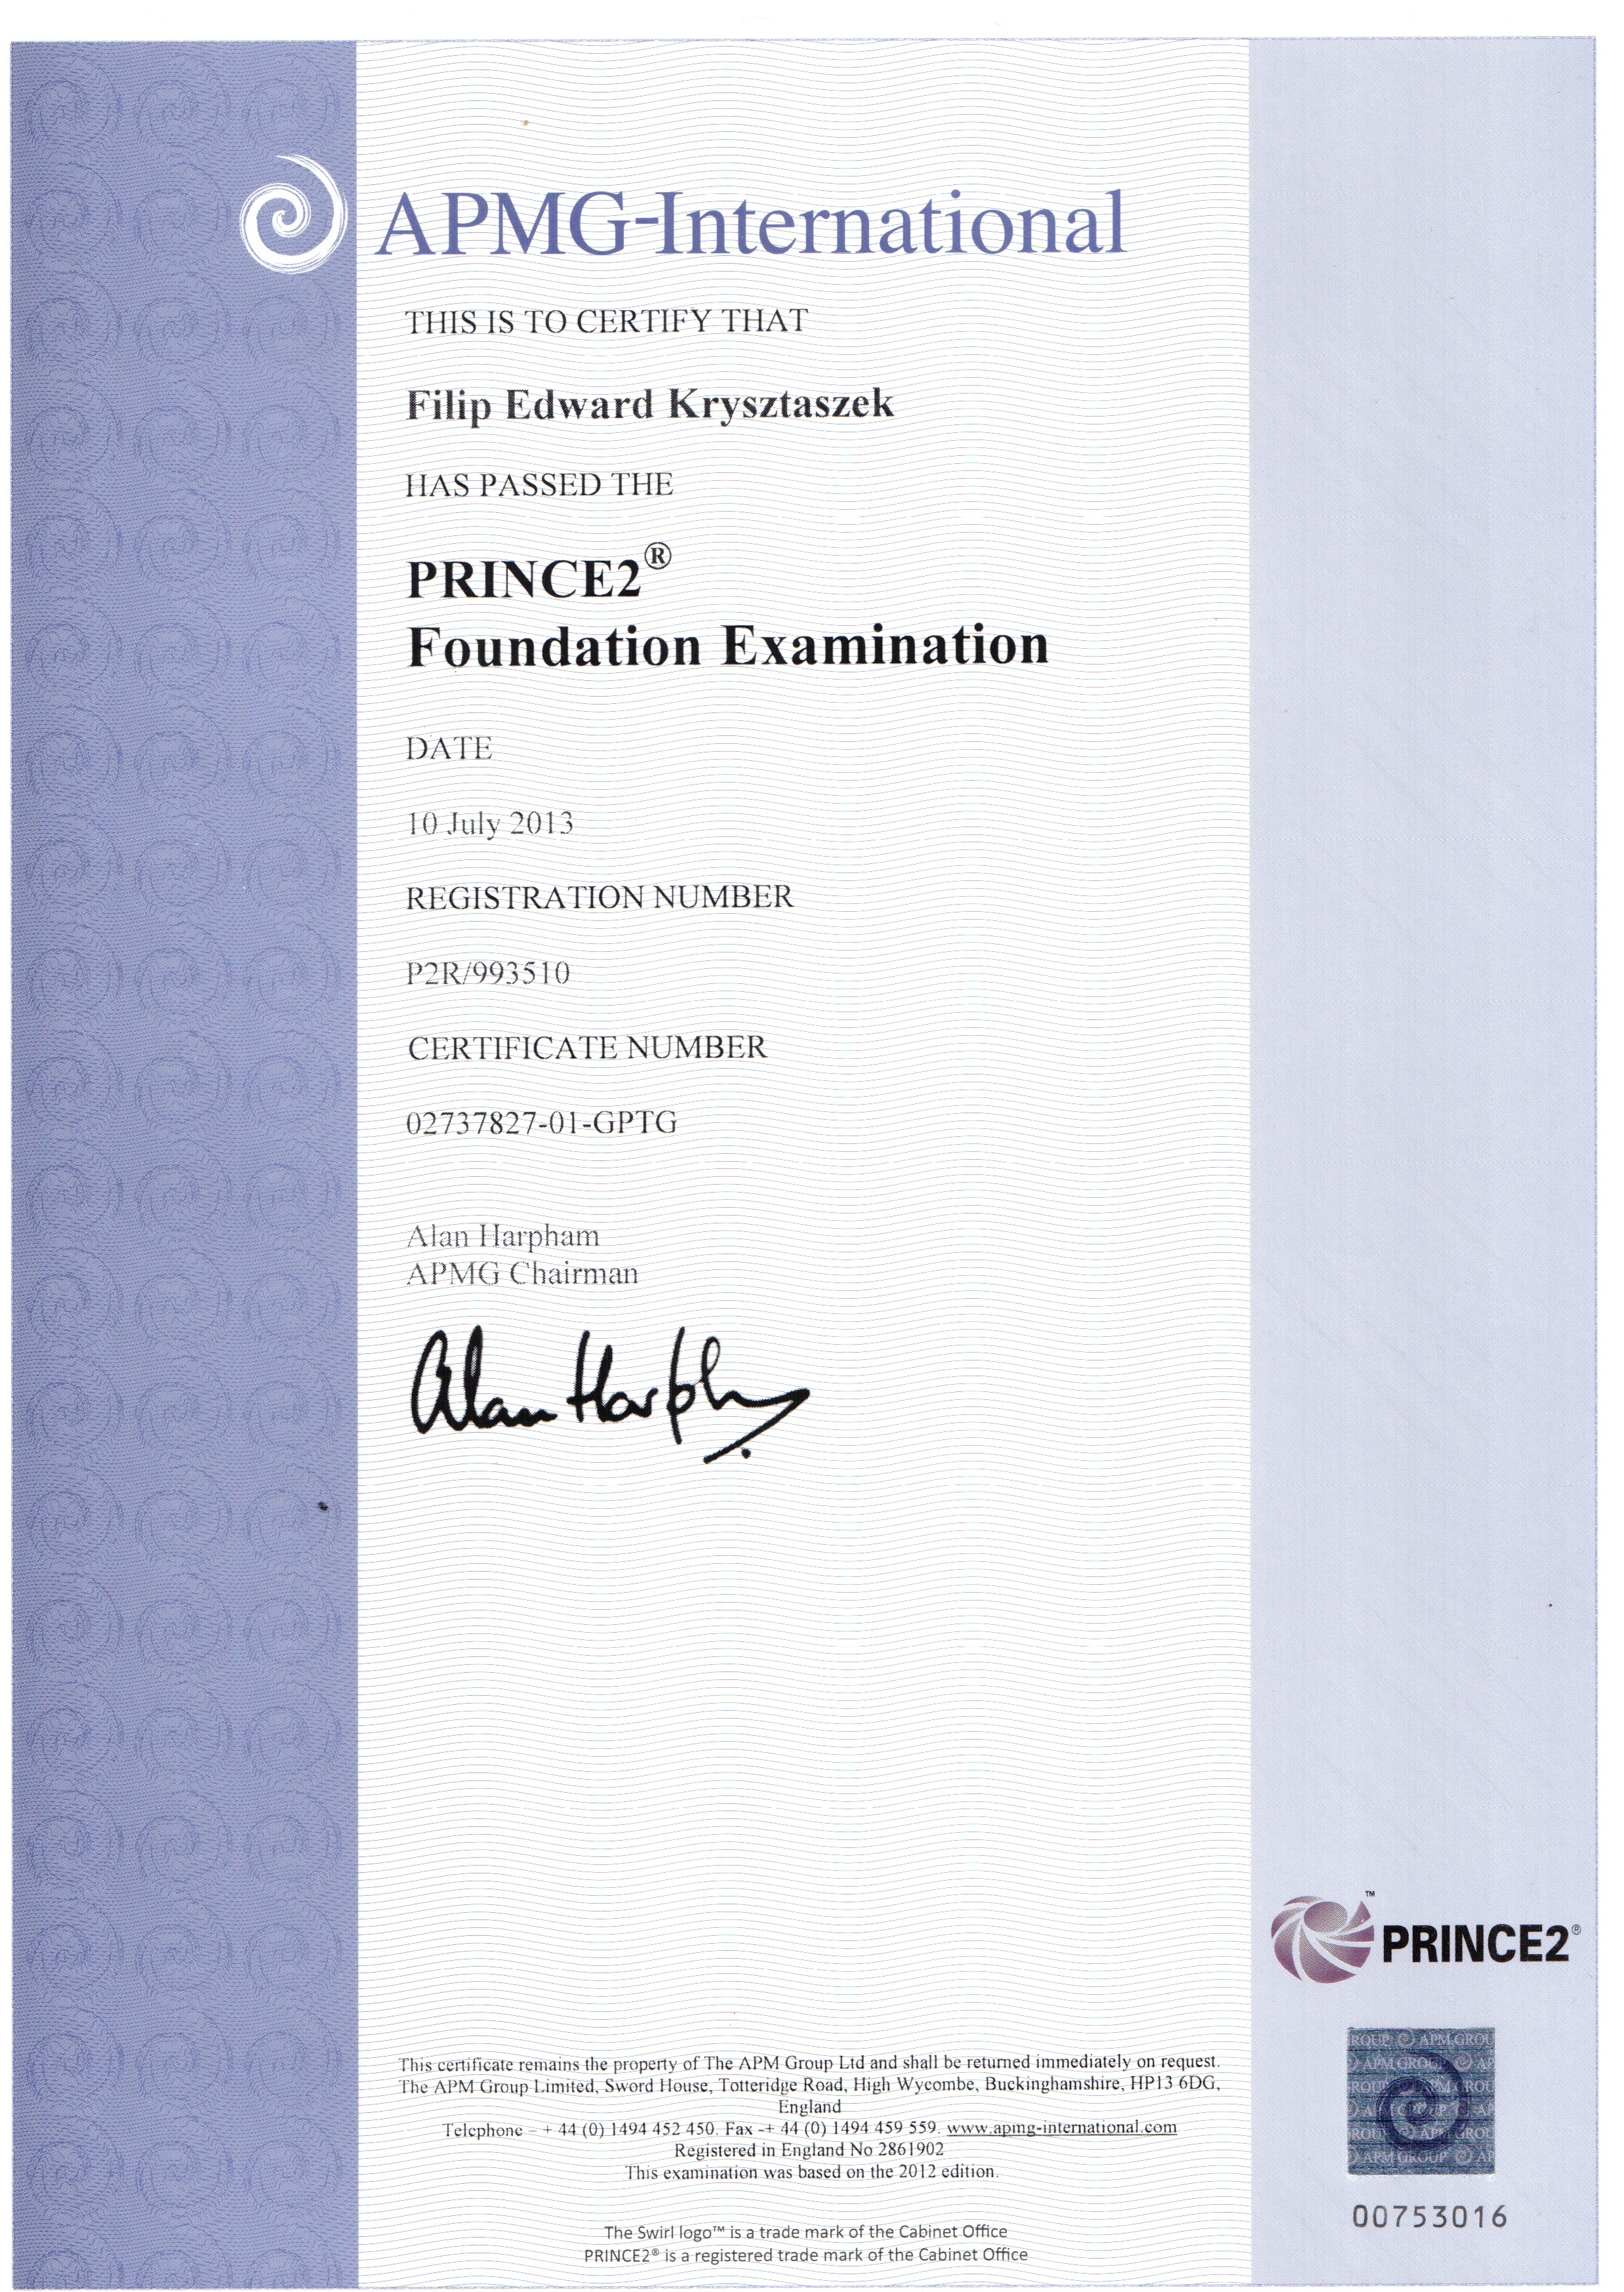 APMG-International
THIS IS TO CERTIFY THAT
Filip Edward Krysztaszek
HAS PASSED THE
PRINCE2®
Foundation Examination
DATE
10 July 2013
REGISTRATION NUMBER
P2R/993510
CERTIFICATE NUMBER
02737827-01-GPTG
Alan Harpham
APMG Chairman
Alan Harpham
™
PRINCE2®
This certificate remains the property of The APM Group Ltd and shall be returned immediately on request.
The APM Group Limited, Sword House, Totteridge Road, High Wycombe, Buckinghamshire, HP13 6DG,
England
Telephone – + 44 (0) 1494 452 450. Fax -+ 44 (0) 1494 459 559. www.apmg-international.com
Registered in England No 2861902
This examination was based on the 2012 edition.
ROUP APM GROU
APM GROUP AP
APM GROUP AP
00753016
The Swirl logo™ is a trade mark of the Cabinet Office
PRINCE2® is a registered trade mark of the Cabinet Office